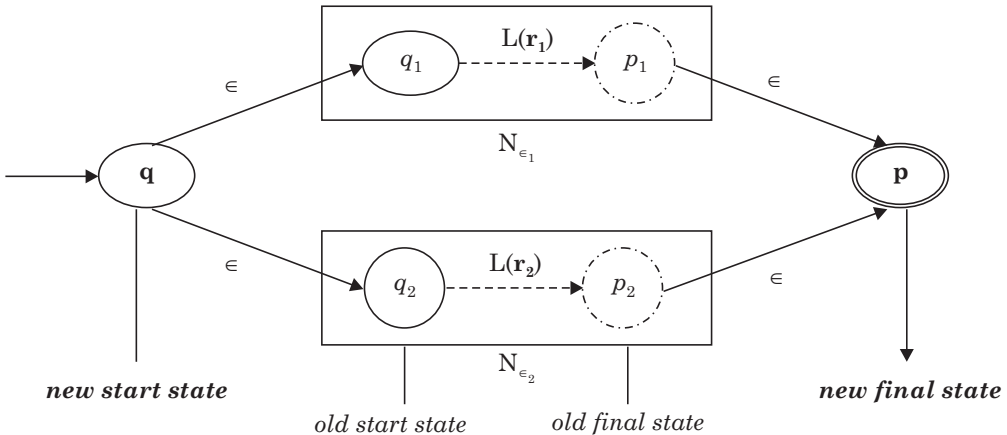 L(r₁)
q₁
p₁
∈
∈
N∈₁
q
p
L(r₂)
∈
q₂
p₂
∈
N∈₂
new start state
new final state
old start state
old final state